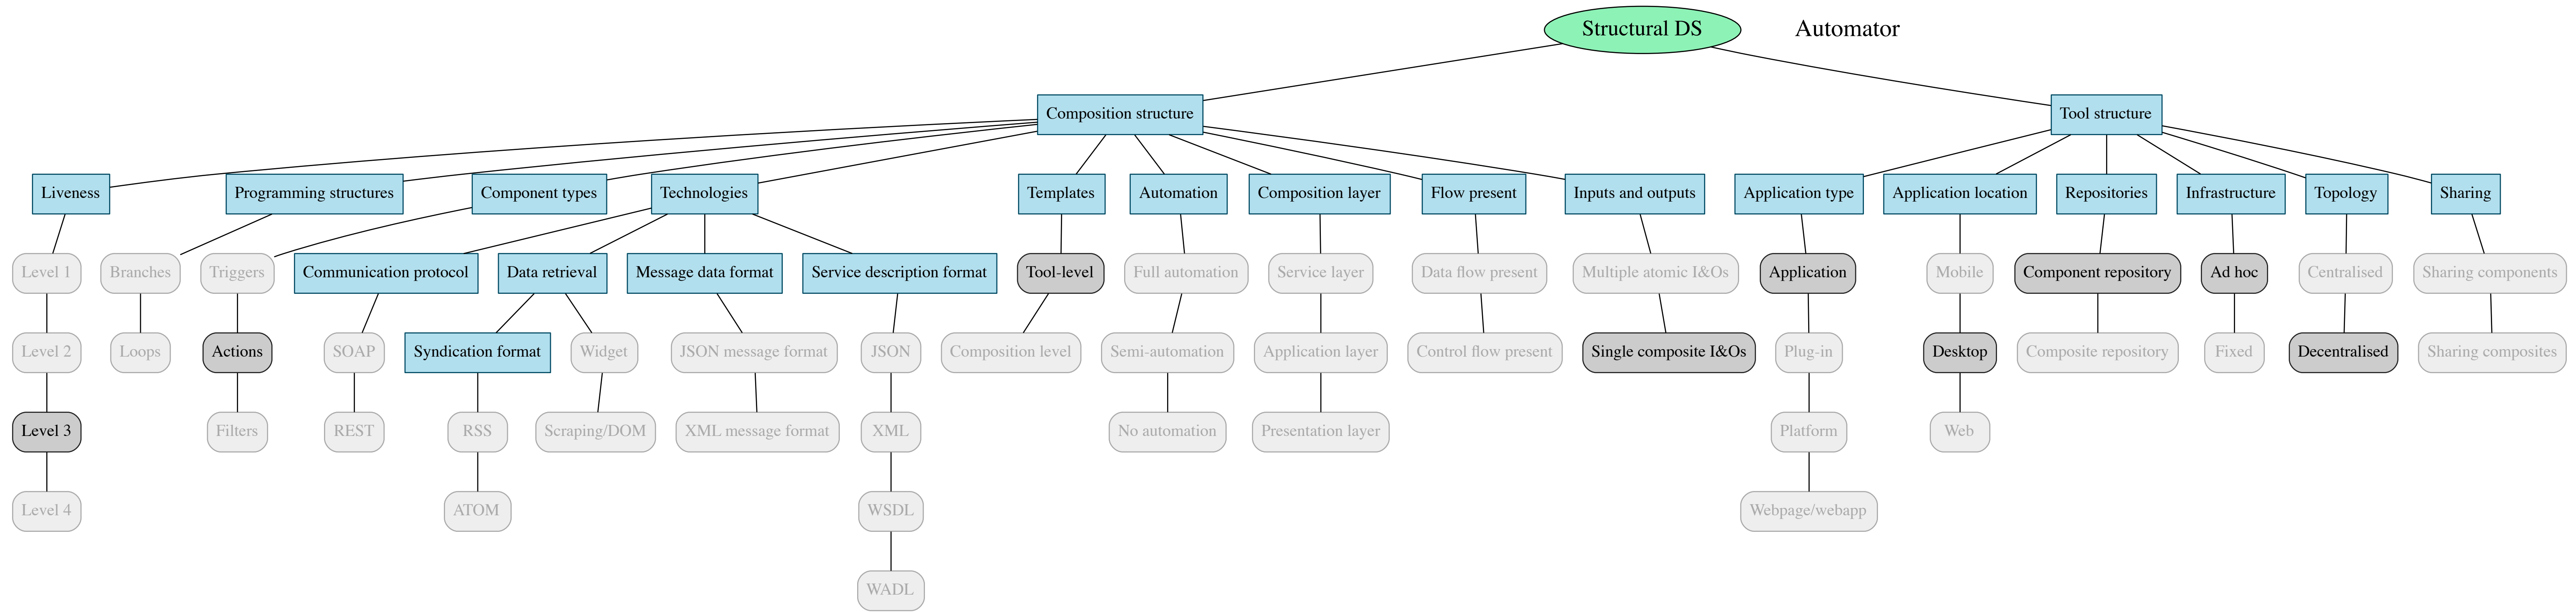 Structural DS
Automator
Composition structure
Tool structure
Liveness
Programming structures
Component types
Technologies
Templates
Automation
Composition layer
Flow present
Inputs and outputs
Application type
Application location
Repositories
Infrastructure
Topology
Sharing
Level 1
Branches
Triggers
Communication protocol
Data retrieval
Message data format
Service description format
Tool-level
Full automation
Service layer
Data flow present
Multiple atomic I&Os
Application
Mobile
Component repository
Ad hoc
Centralised
Sharing components
Level 2
Loops
Actions
SOAP
Syndication format
Widget
JSON message format
JSON
Composition level
Semi-automation
Application layer
Control flow present
Single composite I&Os
Plug-in
Desktop
Composite repository
Fixed
Decentralised
Sharing composites
Level 3
Filters
REST
RSS
Scraping/DOM
XML message format
XML
No automation
Presentation layer
Platform
Web
Level 4
ATOM
WSDL
Webpage/webapp
WADL